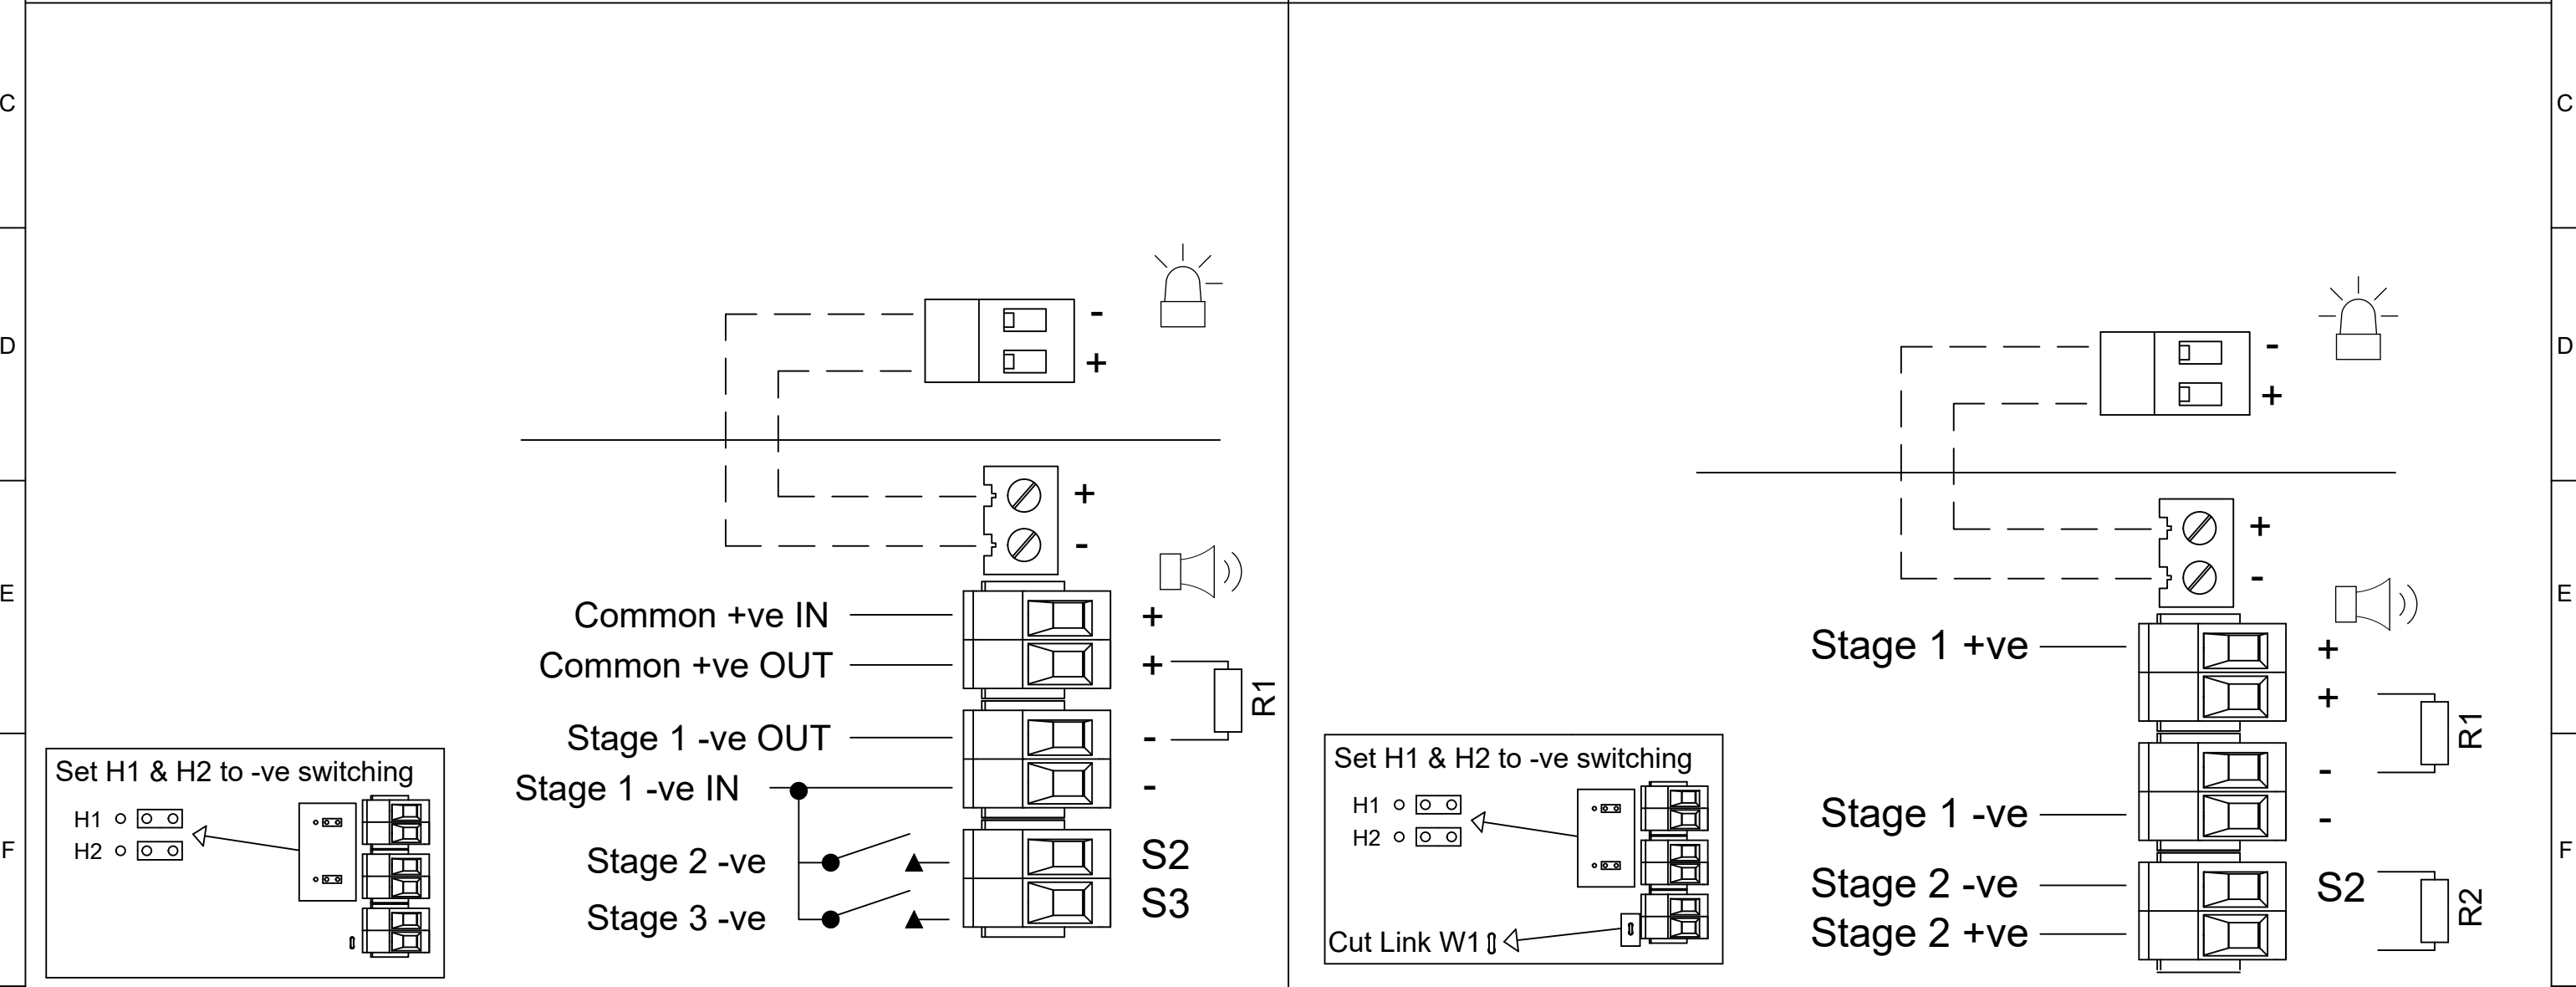 C
C
D
D
-
+
-
+
E
E
+
-
+
-
Common +ve IN
+
Common +ve OUT
+
R1
Stage 1 -ve OUT
-
Stage 1 -ve IN
-
Stage 2 -ve
S2
Stage 3 -ve
S3
Stage 1 +ve
+
+
R1
-
Stage 1 -ve
-
Stage 2 -ve
S2
Stage 2 +ve
R2
F
F
Set H1 & H2 to -ve switching
H1
H2
Set H1 & H2 to -ve switching
H1
H2
Cut Link W1